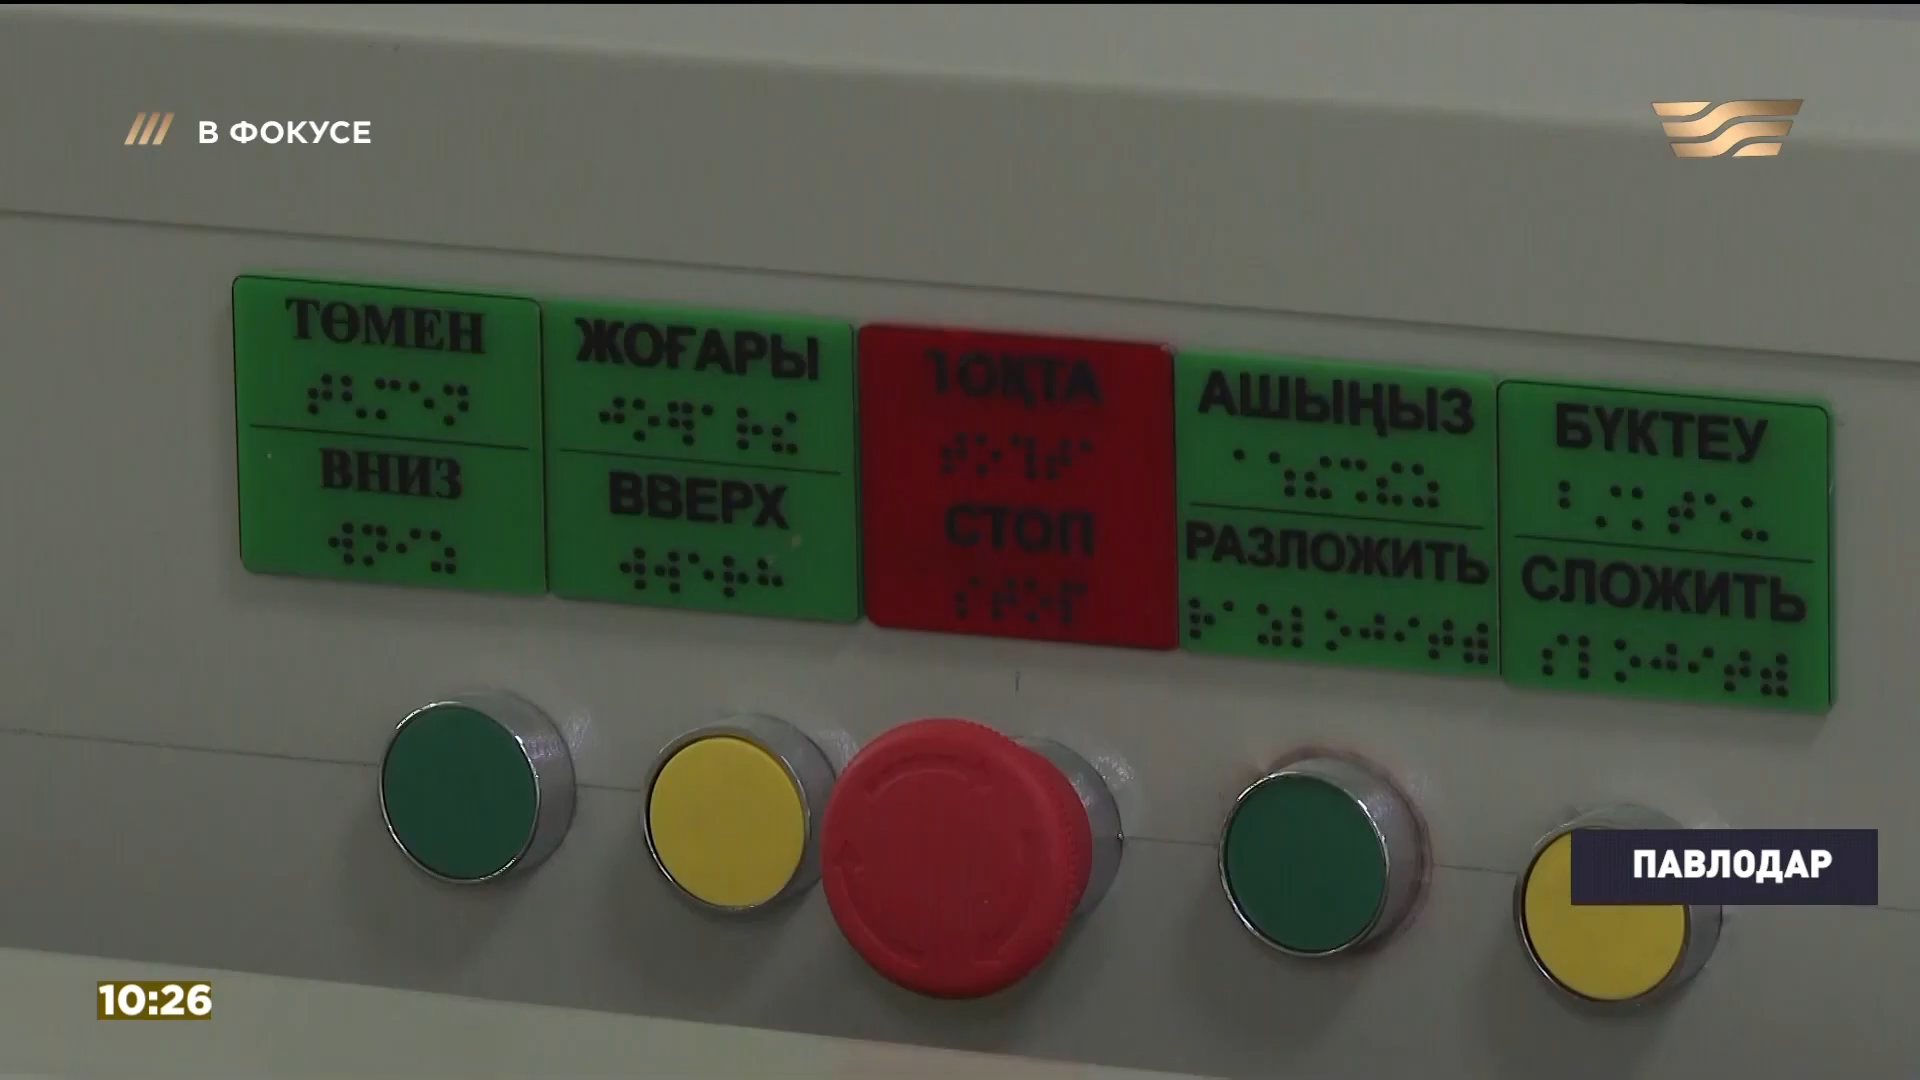 В ФОКУСЕ
ТӨМЕН
ВНИЗ
ЖОҒАРЫ
ВВЕРХ
ТОҚТА
СТОП
АШЫҢЫЗ
РАЗЛОЖИТЬ
БҮКТЕУ
СЛОЖИТЬ
ПАВЛОДАР
10:26